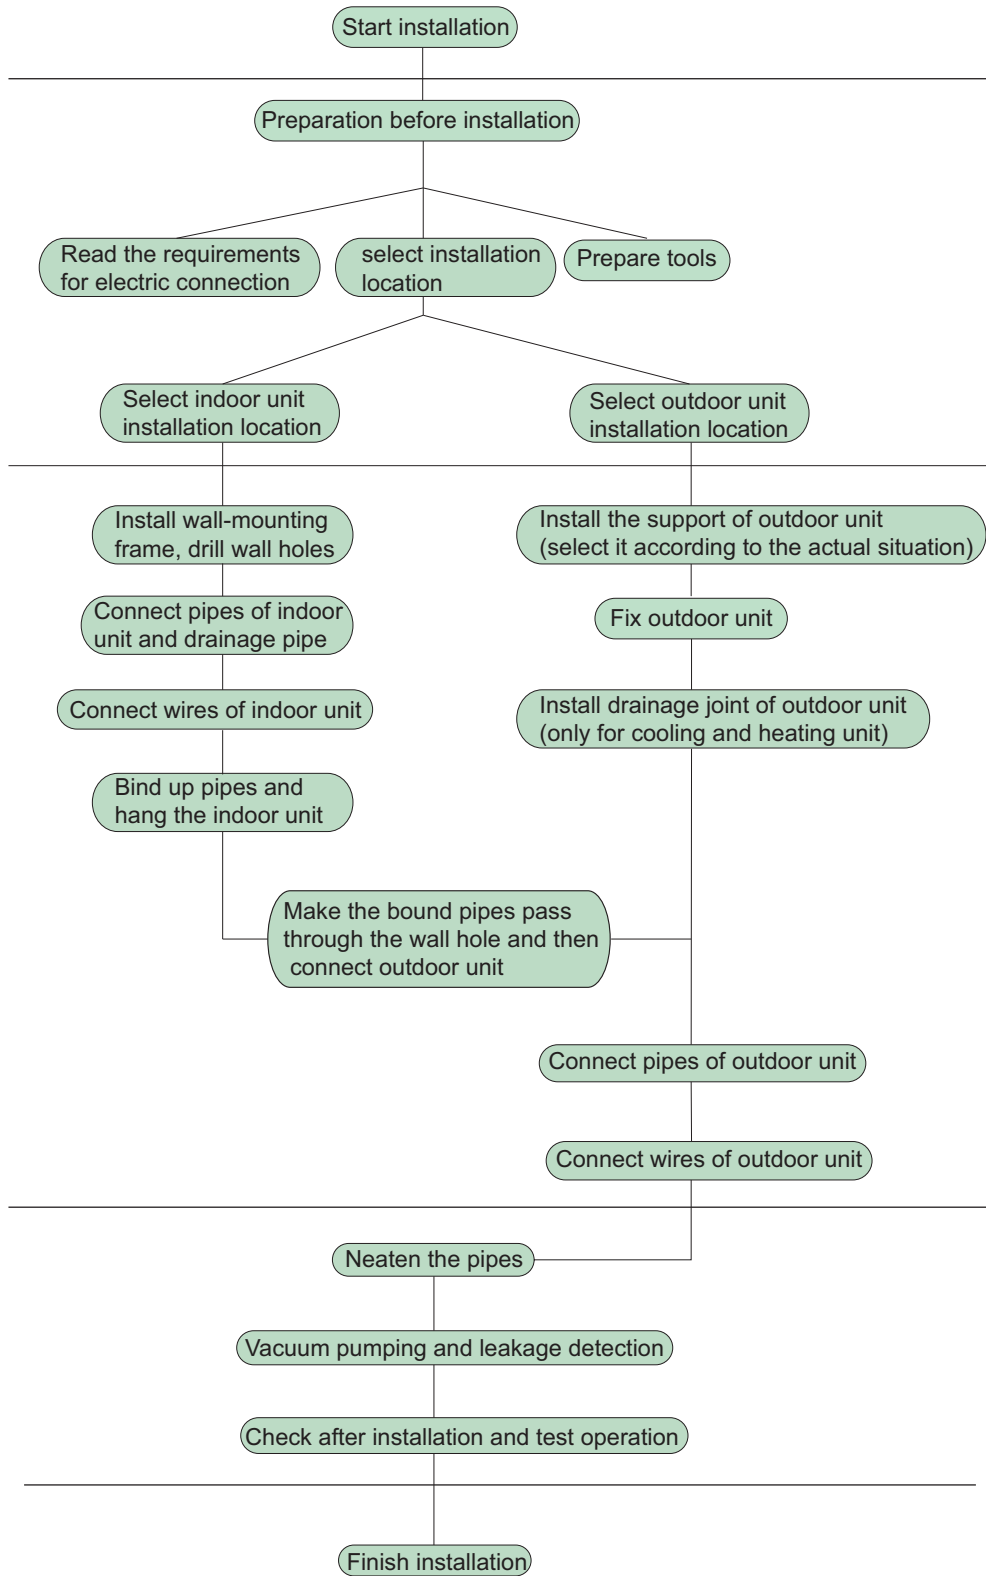 Start installation
Preparation before installation
Read the requirements
for electric connection
select installation
location
Prepare tools
Select indoor unit
installation location
Select outdoor unit
installation location
Install wall-mounting
frame, drill wall holes
Install the support of outdoor unit
(select it according to the actual situation)
Connect pipes of indoor
unit and drainage pipe
Fix outdoor unit
Connect wires of indoor unit
Install drainage joint of outdoor unit
(only for cooling and heating unit)
Bind up pipes and
hang the indoor unit
Make the bound pipes pass
through the wall hole and then
connect outdoor unit
Connect pipes of outdoor unit
Connect wires of outdoor unit
Neaten the pipes
Vacuum pumping and leakage detection
Check after installation and test operation
Finish installation